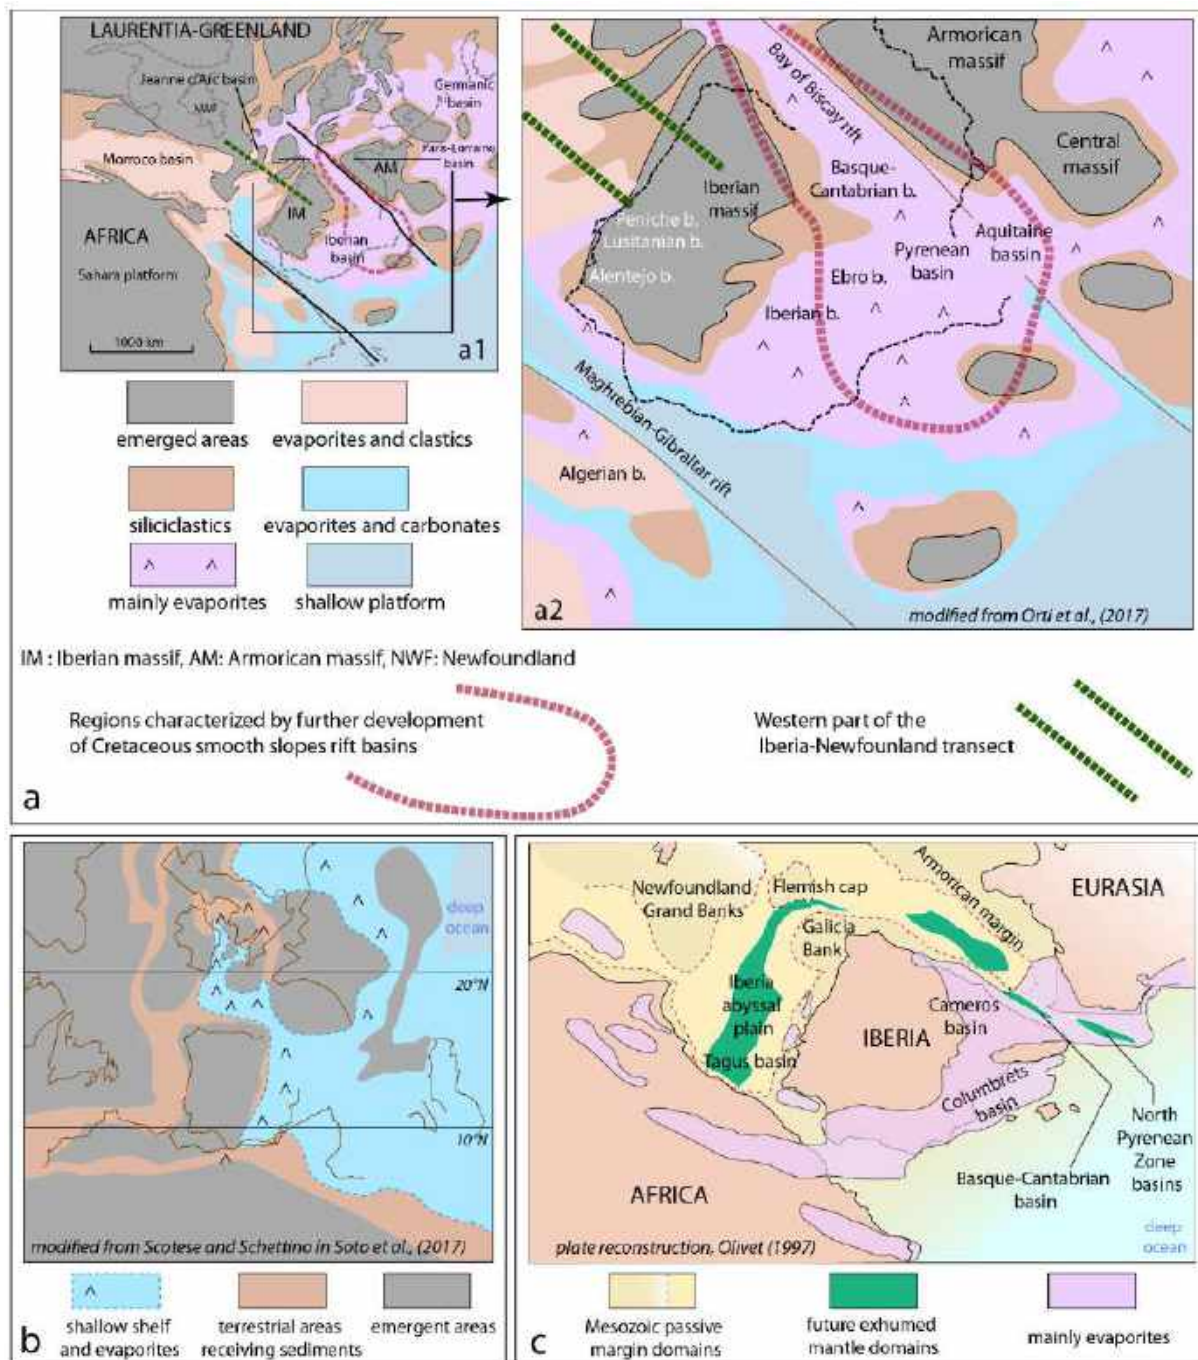 LAURENTIA-GREENLAND
Jeanne d'Arc basin
NWF
Germanic
basin
Paris-Lorraine
basin
Morroco basin
AM
IM
Iberian
basin
AFRICA
Sahara platform
1000 km
a1
Armorican
massif
Bay of Biscay rift
Central
massif
Basque-
Cantabrian b.
Iberian
massif
Peniche b.
Lusitanian b.
Alentejo b.
Aquitaine
bassin
Pyrenean
basin
Ebro b.
Iberian b.
Maghrebian-Gibraltar rift
Algerian b.
a2
modified from Orti et al., (2017)
emerged areas
evaporites and clastics
siliciclastics
evaporites and carbonates
mainly evaporites
shallow platform
IM : Iberian massif, AM: Armorican massif, NWF: Newfoundland
Regions characterized by further development
of Cretaceous smooth slopes rift basins
Western part of the
Iberia-Newfounland transect
a
deep
ocean
20°N
10°N
modified from Scotese and Schettino in Soto et al., (2017)
b
shallow shelf
and evaporites
terrestrial areas
receiving sediments
emergent areas
Newfoundland
Grand Banks
Flemish cap
Armorican margin
EURASIA
Galicia
Bank
Iberia
abyssal
plain
Cameros
basin
IBERIA
Tagus basin
Columbrets
basin
North
Pyrenean
Zone
basins
Basque-Cantabrian
basin
AFRICA
deep
ocean
plate reconstruction, Olivet (1997)
c
Mesozoic passive
margin domains
future exhumed
mantle domains
mainly evaporites